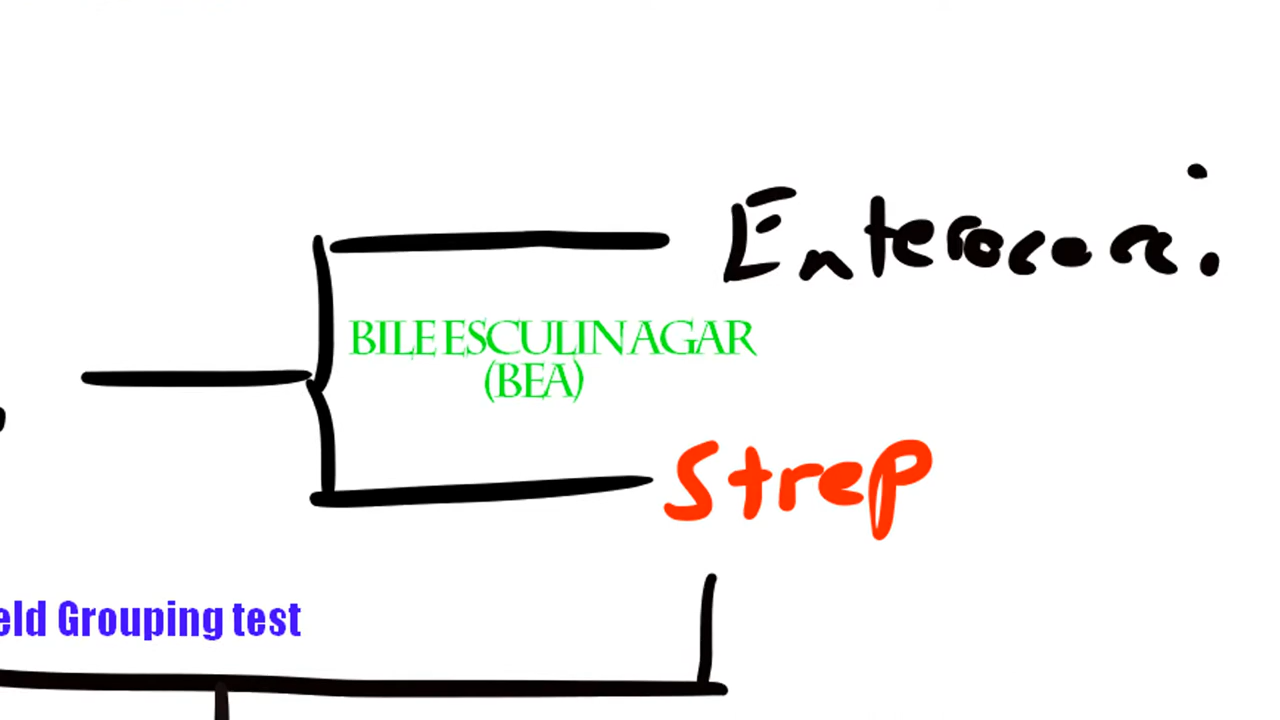 Enterococci
BILE ESCULIN AGAR
(BEA)
Strep
eld Grouping test